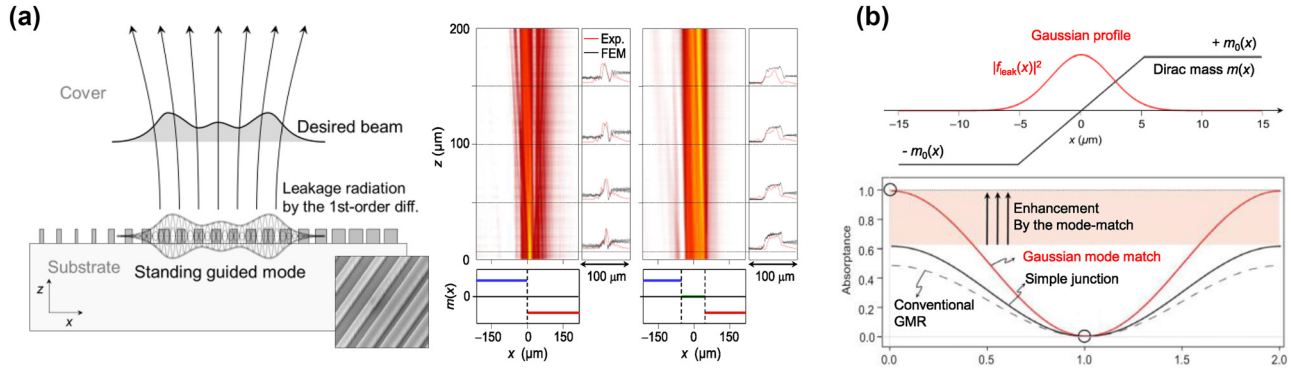 (a)
Cover
Desired beam
Leakage radiation
by the 1st-order diff.
Substrate
Standing guided mode
z
x
200
100
0
z (μm)
Exp.
FEM
100 μm
100 μm
m(x)
0
−150
0
150
−150
0
150
x (μm)
x (μm)
(b)
Gaussian profile
+ m₀(x)
|f_leak(x)|²
Dirac mass m(x)
−15
−10
−5
0
5
10
15
x (μm)
- m₀(x)
1.0
0.8
0.6
0.4
0.2
0.0
Absorptance
Enhancement
By the mode-match
Gaussian mode match
Simple junction
Conventional
GMR
0.0
0.5
1.0
1.5
2.0